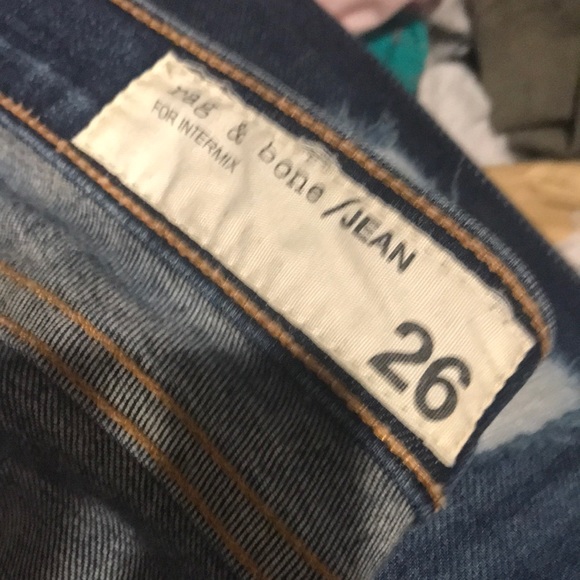 rag & bone/JEAN
FOR INTERMIX
26